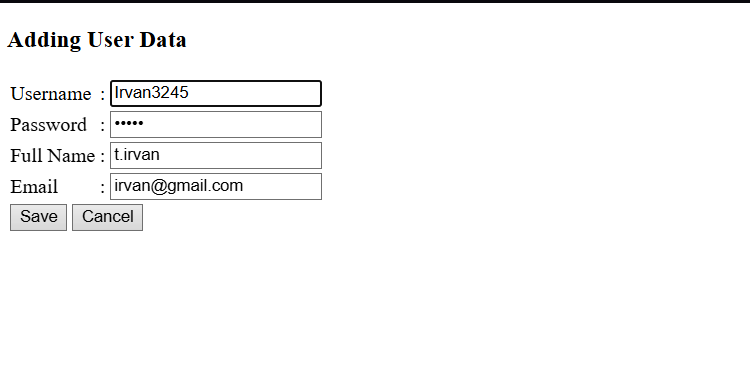 Adding User Data
Username : Irvan3245
Password : •••••
Full Name : t.irvan
Email : irvan@gmail.com
Save Cancel